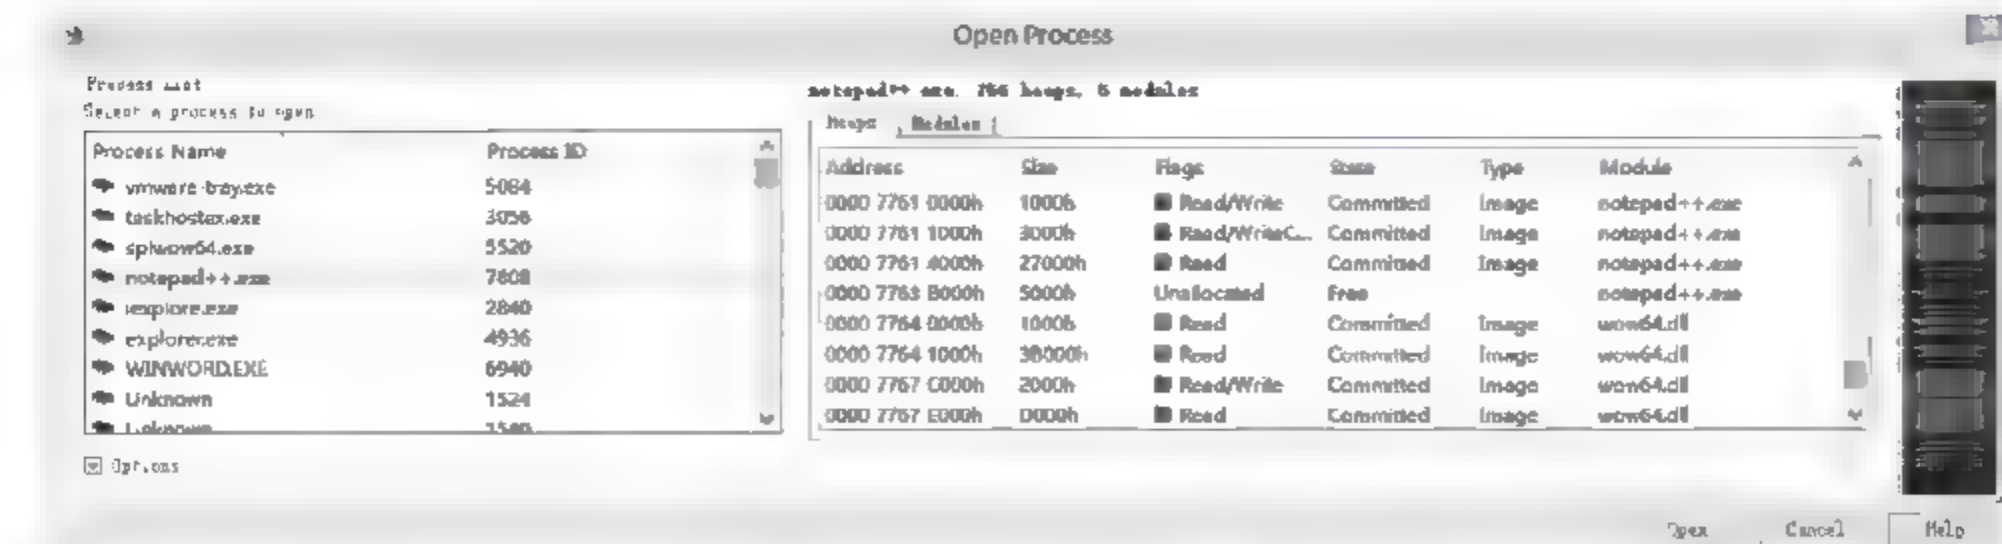 Open Process
Process List
Select a process to open
Process Name Process ID
vmware-tray.exe 5084
taskhostex.exe 3056
splwow64.exe 5520
notepad++.exe 7808
iexplore.exe 2840
explorer.exe 4936
WINWORD.EXE 6940
Unknown 1524
Unknown 1540
Options
notepad++.exe, heaps, 6 modules
Heaps Modules
Address Size Flags State Type Module
0000 7761 0000h 1000h Read/Write Committed Image notepad++.exe
0000 7761 1000h 3000h Read/WriteC... Committed Image notepad++.exe
0000 7761 4000h 27000h Read Committed Image notepad++.exe
0000 7763 B000h 5000h Unallocated Free notepad++.exe
0000 7764 0000h 1000h Read Committed Image wow64.dll
0000 7764 1000h 3B000h Read Committed Image wow64.dll
0000 7767 C000h 2000h Read/Write Committed Image wow64.dll
0000 7767 E000h D000h Read Committed Image wow64.dll
Open Cancel Help